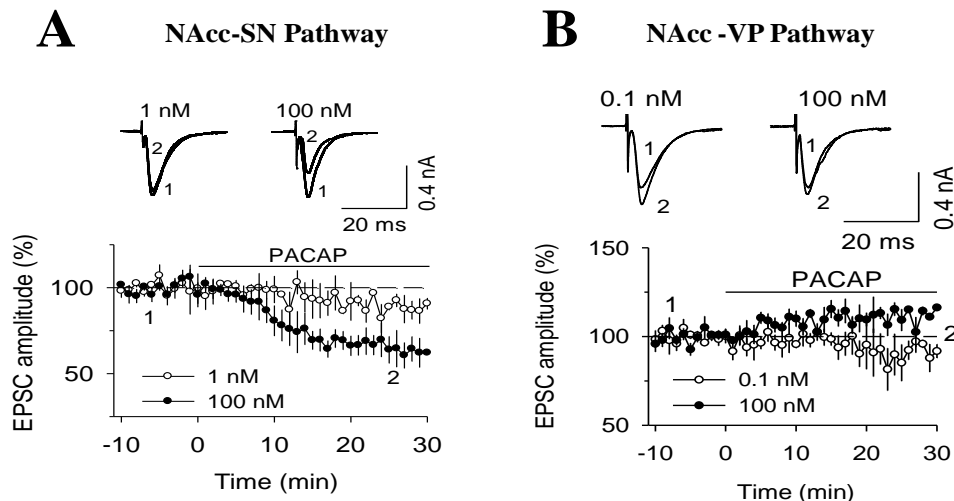 A NAcc-SN Pathway
1 nM 100 nM
2 2
1 1
0.4 nA
20 ms
EPSC amplitude (%)
100
50
PACAP
1
2
1 nM
100 nM
-10 0 10 20 30
Time (min)
B NAcc -VP Pathway
0.1 nM 100 nM
1 1
2 2
0.4 nA
20 ms
EPSC amplitude (%)
150
100
50
PACAP
1
2
0.1 nM
100 nM
-10 0 10 20 30
Time (min)